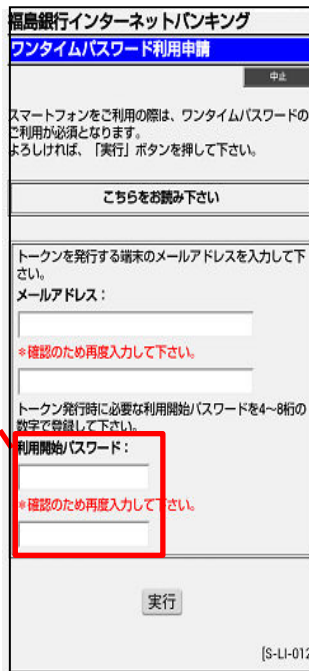 福島銀行インターネットバンキング
ワンタイムパスワード利用申請
中止
スマートフォンをご利用の際は、ワンタイムパスワードの
ご利用が必須となります。
よろしければ、「実行」ボタンを押して下さい。
こちらをお読み下さい
トークンを発行する端末のメールアドレスを入力して下
さい。
メールアドレス：
*確認のため再度入力して下さい。
トークン発行時に必要な利用開始パスワードを4~8桁の
数字で登録して下さい。
利用開始パスワード：
*確認のため再度入力して下さい。
実行
[S-LI-012